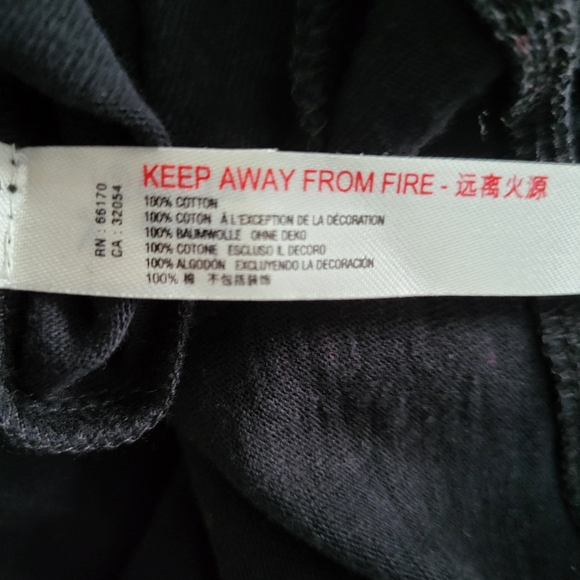 KEEP AWAY FROM FIRE - 远离火源
100% COTTON
100% COTON À L'EXCEPTION DE LA DÉCORATION
100% BAUMWOLLE OHNE DEKO
100% COTONE ESCLUSO IL DECORO
100% ALGODÓN EXCLUYENDO LA DECORACIÓN
100% 棉 不包括装饰
RN : 66170
CA : 32054